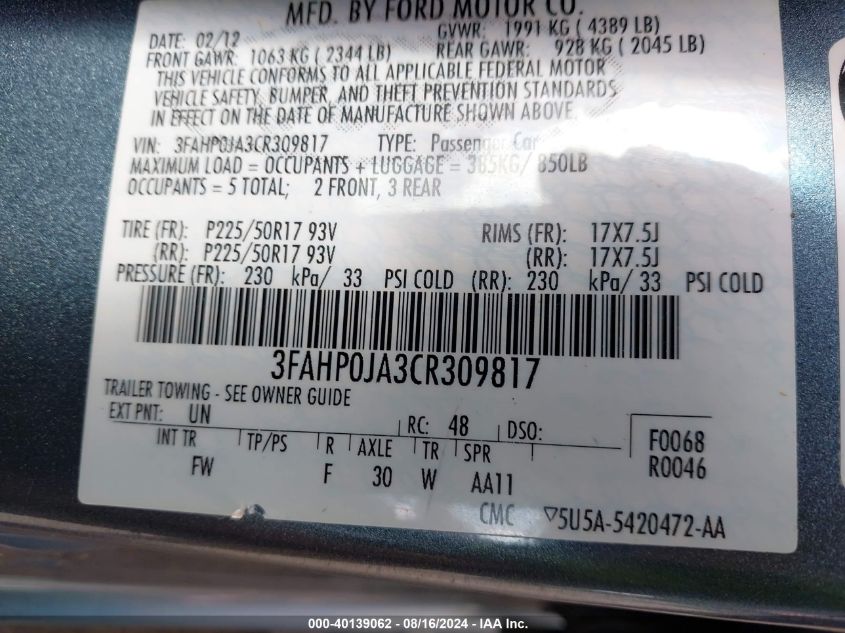 MFD. BY FORD MOTOR CO.
DATE: 02/12 GVWR: 1991 KG ( 4389 LB)
FRONT GAWR: 1063 KG ( 2344 LB) REAR GAWR: 928 KG ( 2045 LB)
THIS VEHICLE CONFORMS TO ALL APPLICABLE FEDERAL MOTOR
VEHICLE SAFETY, BUMPER, AND THEFT PREVENTION STANDARDS
IN EFFECT ON THE DATE OF MANUFACTURE SHOWN ABOVE.
VIN: 3FAHP0JA3CR309817 TYPE: Passenger Car
MAXIMUM LOAD = OCCUPANTS + LUGGAGE = 385KG/ 850LB
OCCUPANTS = 5 TOTAL; 2 FRONT, 3 REAR
TIRE (FR): P225/50R17 93V RIMS (FR): 17X7.5J
(RR): P225/50R17 93V (RR): 17X7.5J
PRESSURE (FR): 230 kPa/ 33 PSI COLD (RR): 230 kPa/ 33 PSI COLD
3FAHP0JA3CR309817
TRAILER TOWING - SEE OWNER GUIDE
EXT PNT: UN RC: 48 DSO: F0068
INT TR TP/PS R AXLE TR SPR R0046
FW F 30 W AA11
CMC ▽5U5A-5420472-AA
000-40139062 - 08/16/2024 - IAA Inc.